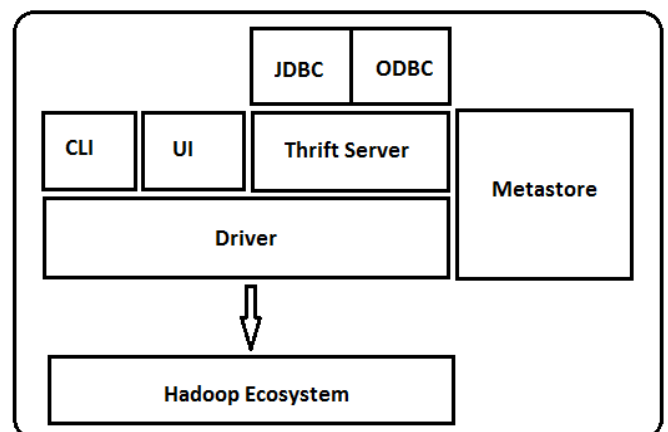 JDBC
ODBC
CLI
UI
Thrift Server
Metastore
Driver
Hadoop Ecosystem